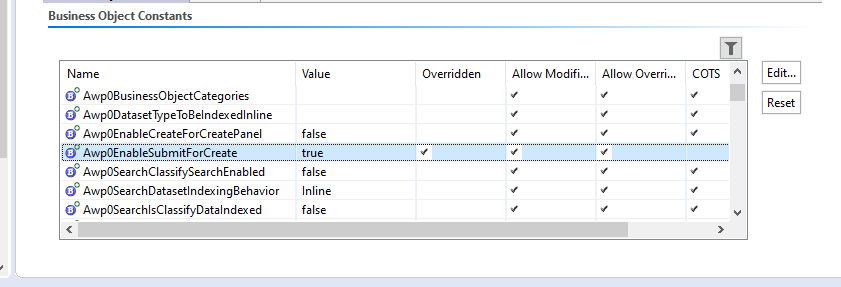 Business Object Constants
Name Value Overridden Allow Modifi... Allow Overri... COTS
Awp0BusinessObjectCategories
Awp0DatasetTypeToBeIndexedInline
Awp0EnableCreateForCreatePanel false
Awp0EnableSubmitForCreate true
Awp0SearchClassifySearchEnabled false
Awp0SearchDatasetIndexingBehavior Inline
Awp0SearchIsClassifyDataIndexed false
Edit...
Reset